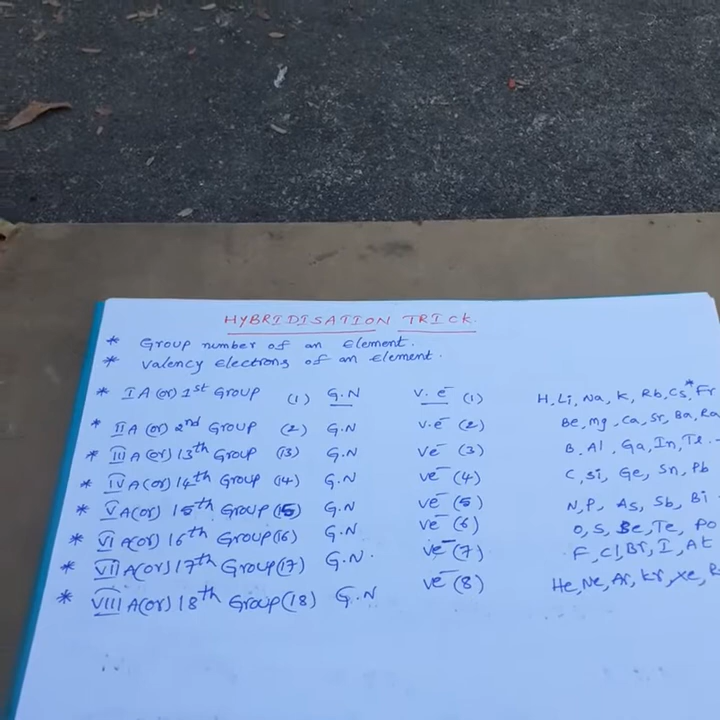 HYBRIDISATION TRICK.
* Group number of an Element.
* Valency electrons of an element.
* IA (or) 1st Group (1) G.N V. e⁻ (1) H, Li, Na, K, Rb, Cs,* Fr
* IIA (or) 2nd Group (2) G.N V.e⁻ (2) Be, mg, Ca, Sr, Ba, Ra
* IIIA (or) 13th Group (13) G.N Ve⁻ (3) B, Al, Ga, In, Te
* IVA (or) 14th Group (14) G.N Ve⁻ (4) C, Si, Ge, Sn, Pb
* VA (or) 15th Group (15) G.N Ve⁻ (5) N, P, As, Sb, Bi
* VIA (or) 16th Group (16) G.N Ve⁻ (6) O, S, Se, Te, Po
* VIIA (or) 17th Group (17) G.N. Ve⁻ (7) F, Cl, Br, I, At
* VIIIA (or) 18th Group (18) G.N Ve⁻ (8) He, Ne, Ar, Kr, Xe, R